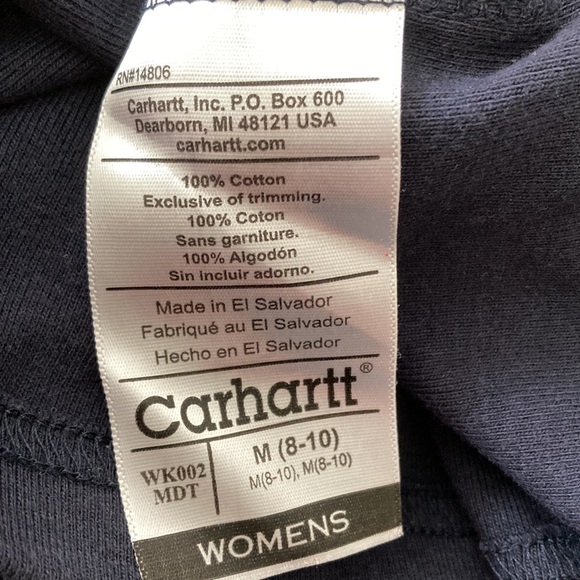 RN#14806
Carhartt, Inc. P.O. Box 600
Dearborn, MI 48121 USA
carhartt.com
100% Cotton
Exclusive of trimming.
100% Coton
Sans garniture.
100% Algodón
Sin incluir adorno.
Made in El Salvador
Fabriqué au El Salvador
Hecho en El Salvador
Carhartt®
WK002
MDT
M (8-10)
M(8-10), M(8-10)
WOMENS